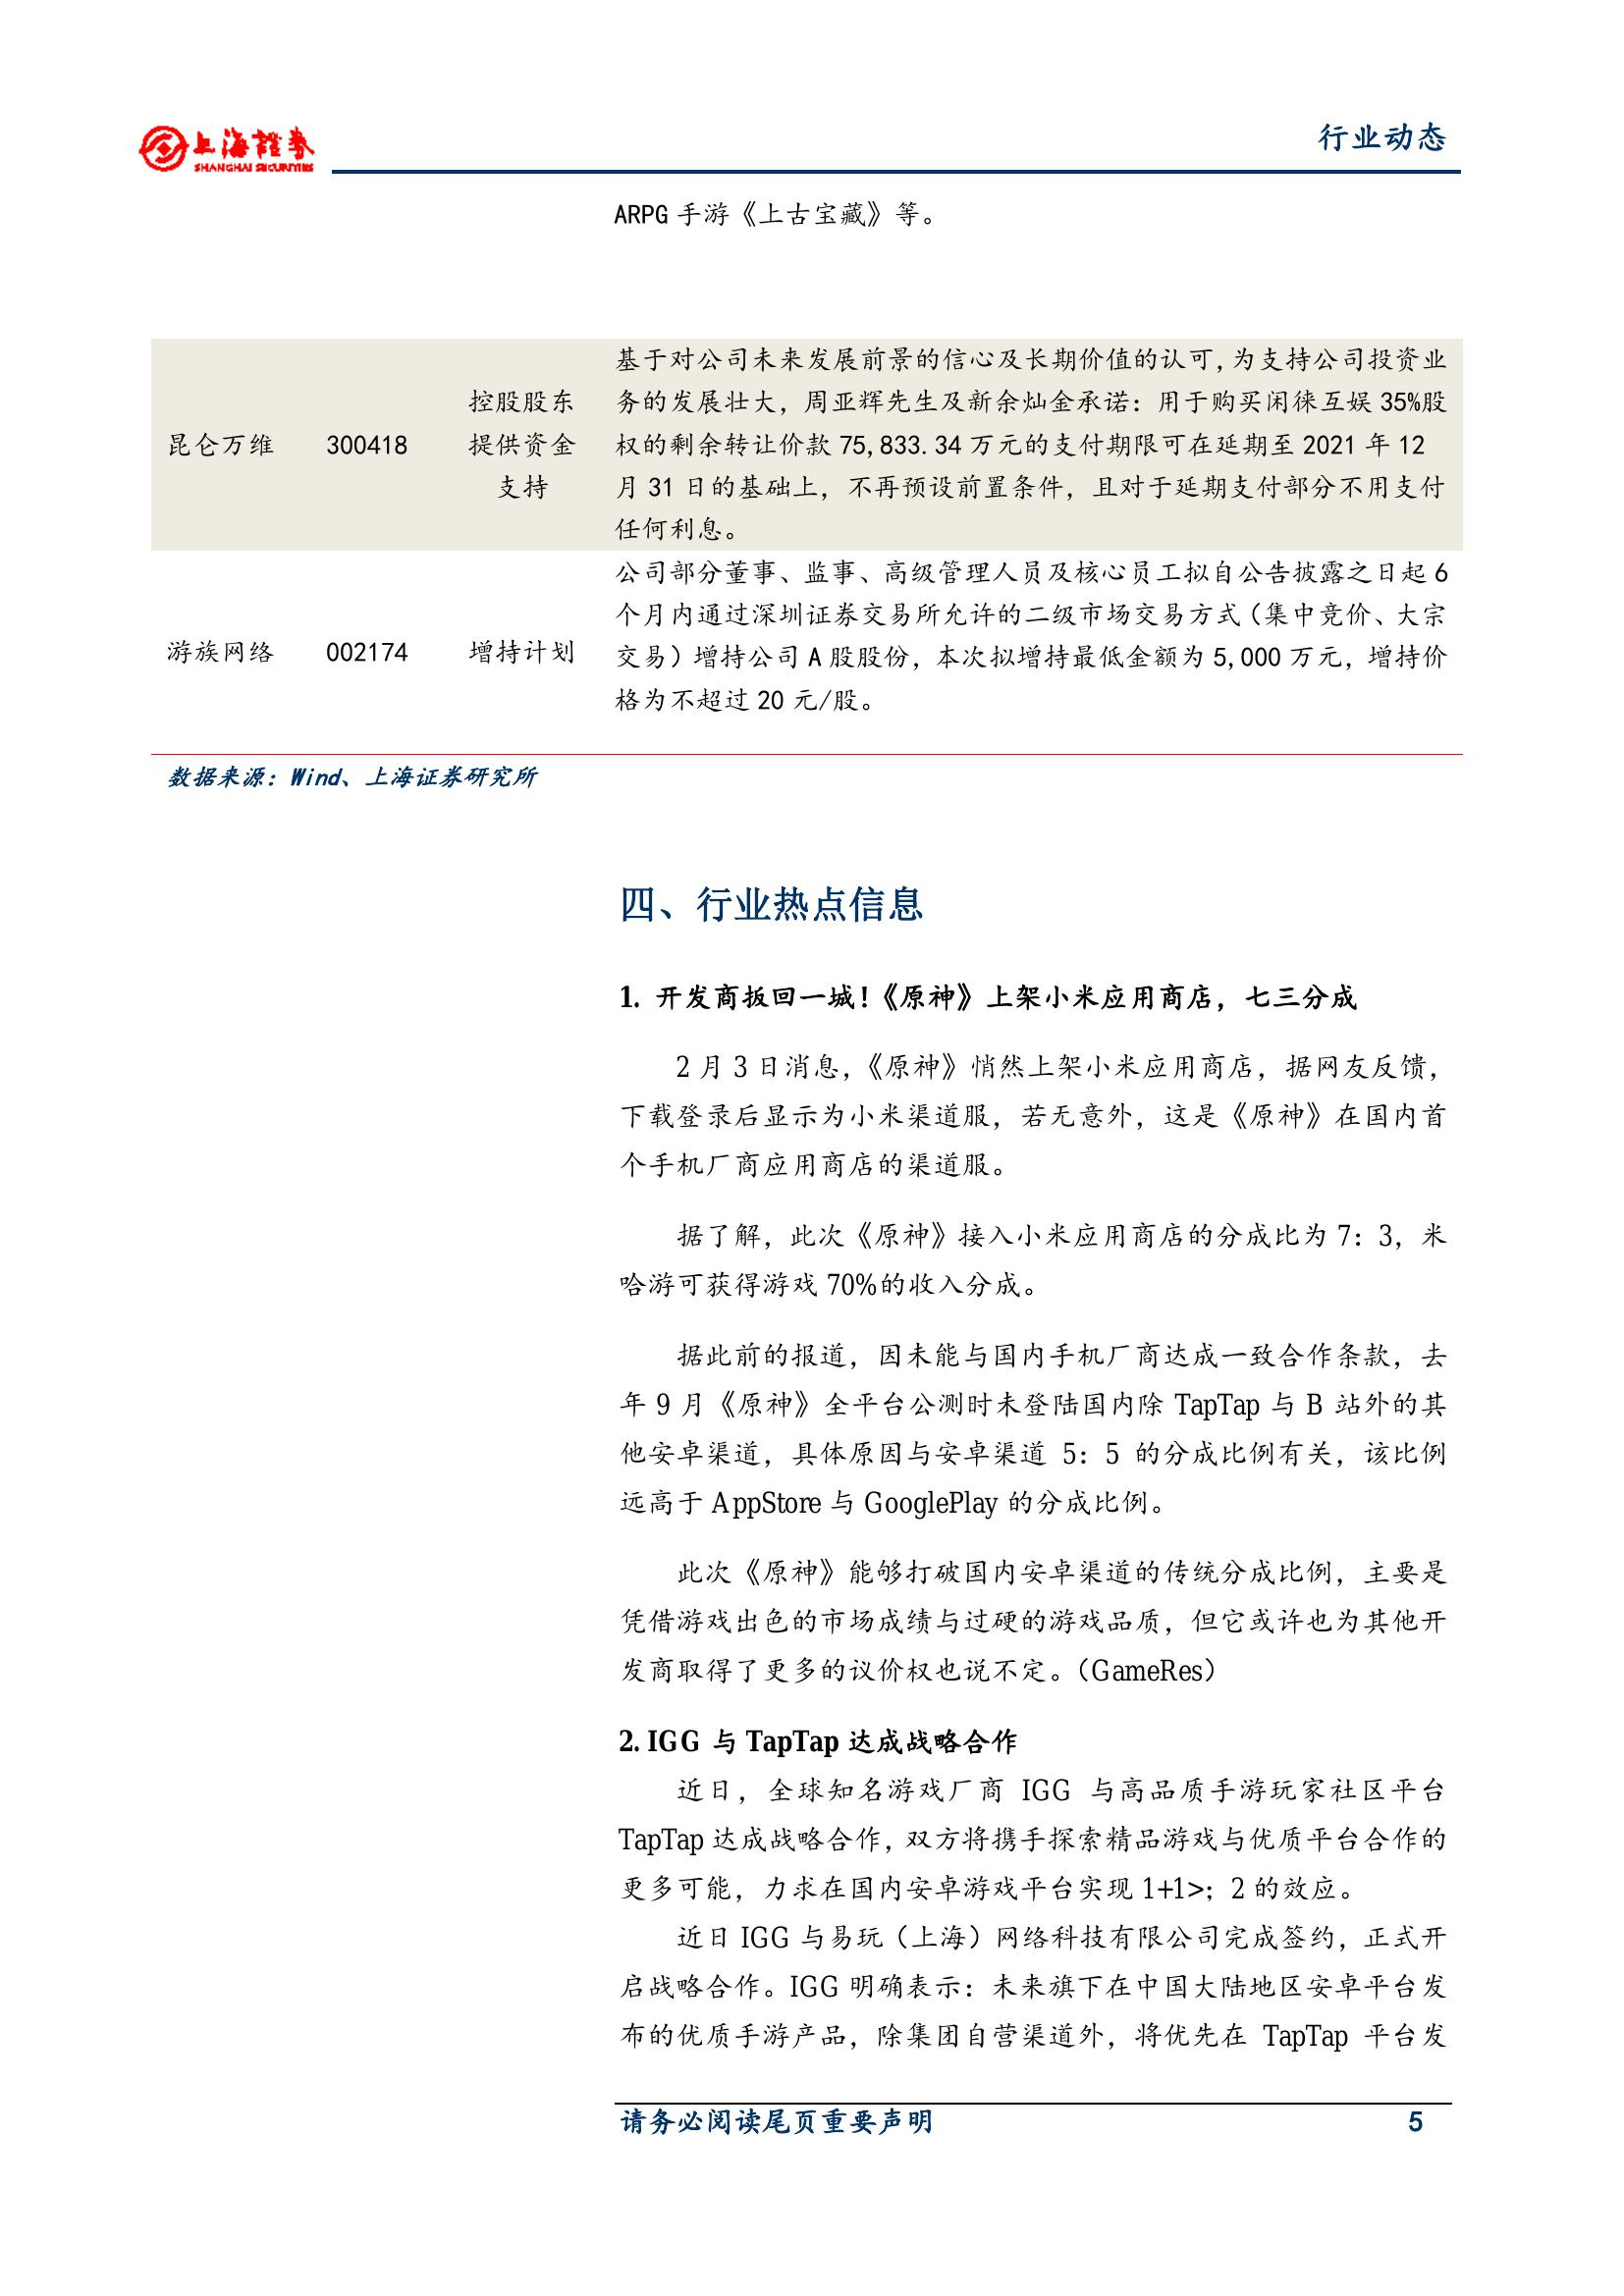 上海證券
SHANGHAI SECURITIES
行业动态
ARPG 手游《上古宝藏》等。
昆仑万维
300418
控股股东
提供资金
支持
基于对公司未来发展前景的信心及长期价值的认可,为支持公司投资业
务的发展壮大，周亚辉先生及新余灿金承诺：用于购买闲徕互娱 35%股
权的剩余转让价款 75,833.34 万元的支付期限可在延期至 2021 年 12
月 31 日的基础上，不再预设前置条件，且对于延期支付部分不用支付
任何利息。
游族网络
002174
增持计划
公司部分董事、监事、高级管理人员及核心员工拟自公告披露之日起 6
个月内通过深圳证券交易所允许的二级市场交易方式（集中竞价、大宗
交易）增持公司 A 股股份，本次拟增持最低金额为 5,000 万元，增持价
格为不超过 20 元/股。
数据来源：Wind、上海证券研究所
四、行业热点信息
1. 开发商扳回一城!《原神》上架小米应用商店，七三分成
2 月 3 日消息，《原神》悄然上架小米应用商店，据网友反馈，
下载登录后显示为小米渠道服，若无意外，这是《原神》在国内首
个手机厂商应用商店的渠道服。
据了解，此次《原神》接入小米应用商店的分成比为 7：3，米
哈游可获得游戏 70%的收入分成。
据此前的报道，因未能与国内手机厂商达成一致合作条款，去
年 9 月《原神》全平台公测时未登陆国内除 TapTap 与 B 站外的其
他安卓渠道，具体原因与安卓渠道 5：5 的分成比例有关，该比例
远高于 AppStore 与 GooglePlay 的分成比例。
此次《原神》能够打破国内安卓渠道的传统分成比例，主要是
凭借游戏出色的市场成绩与过硬的游戏品质，但它或许也为其他开
发商取得了更多的议价权也说不定。（GameRes）
2. IGG 与 TapTap 达成战略合作
近日，全球知名游戏厂商 IGG 与高品质手游玩家社区平台
TapTap 达成战略合作，双方将携手探索精品游戏与优质平台合作的
更多可能，力求在国内安卓游戏平台实现 1+1>；2 的效应。
近日 IGG 与易玩（上海）网络科技有限公司完成签约，正式开
启战略合作。IGG 明确表示：未来旗下在中国大陆地区安卓平台发
布的优质手游产品，除集团自营渠道外，将优先在 TapTap 平台发
请务必阅读尾页重要声明
5